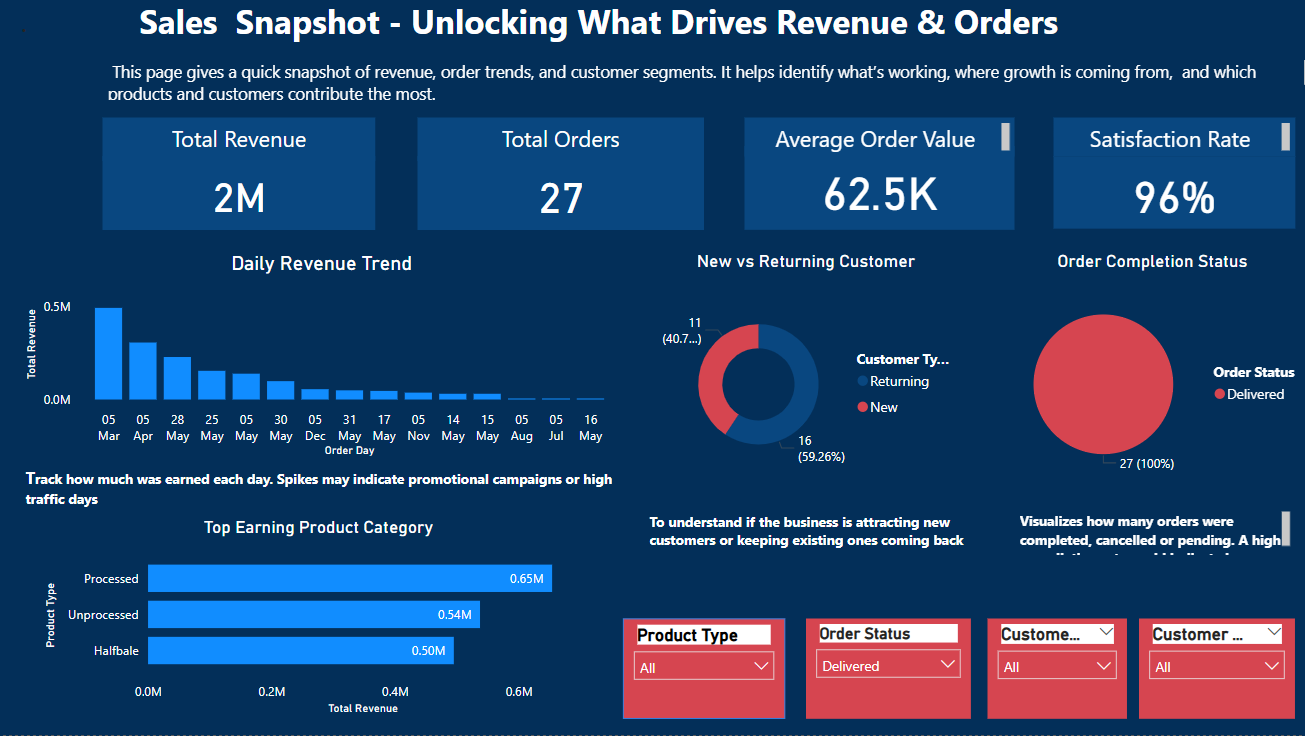 Sales Snapshot - Unlocking What Drives Revenue & Orders
This page gives a quick snapshot of revenue, order trends, and customer segments. It helps identify what's working, where growth is coming from, and which
products and customers contribute the most.
Total Revenue
2M
Total Orders
27
Average Order Value
62.5K
Satisfaction Rate
96%
Daily Revenue Trend
Total Revenue
0.5M
0.0M
05 05 28 25 05 30 05 31 17 05 14 15 05 05 16
Mar Apr May May May May Dec May May Nov May May Aug Jul May
Order Day
Track how much was earned each day. Spikes may indicate promotional campaigns or high
traffic days
New vs Returning Customer
11
(40.7...)
16
(59.26%)
Customer Ty...
Returning
New
To understand if the business is attracting new
customers or keeping existing ones coming back
Order Completion Status
27 (100%)
Order Status
Delivered
Visualizes how many orders were
completed, cancelled or pending. A high
Top Earning Product Category
Product Type
Processed
0.65M
Unprocessed
0.54M
Halfbale
0.50M
0.0M 0.2M 0.4M 0.6M
Total Revenue
Product Type
All
Order Status
Delivered
Custome...
All
Customer ...
All